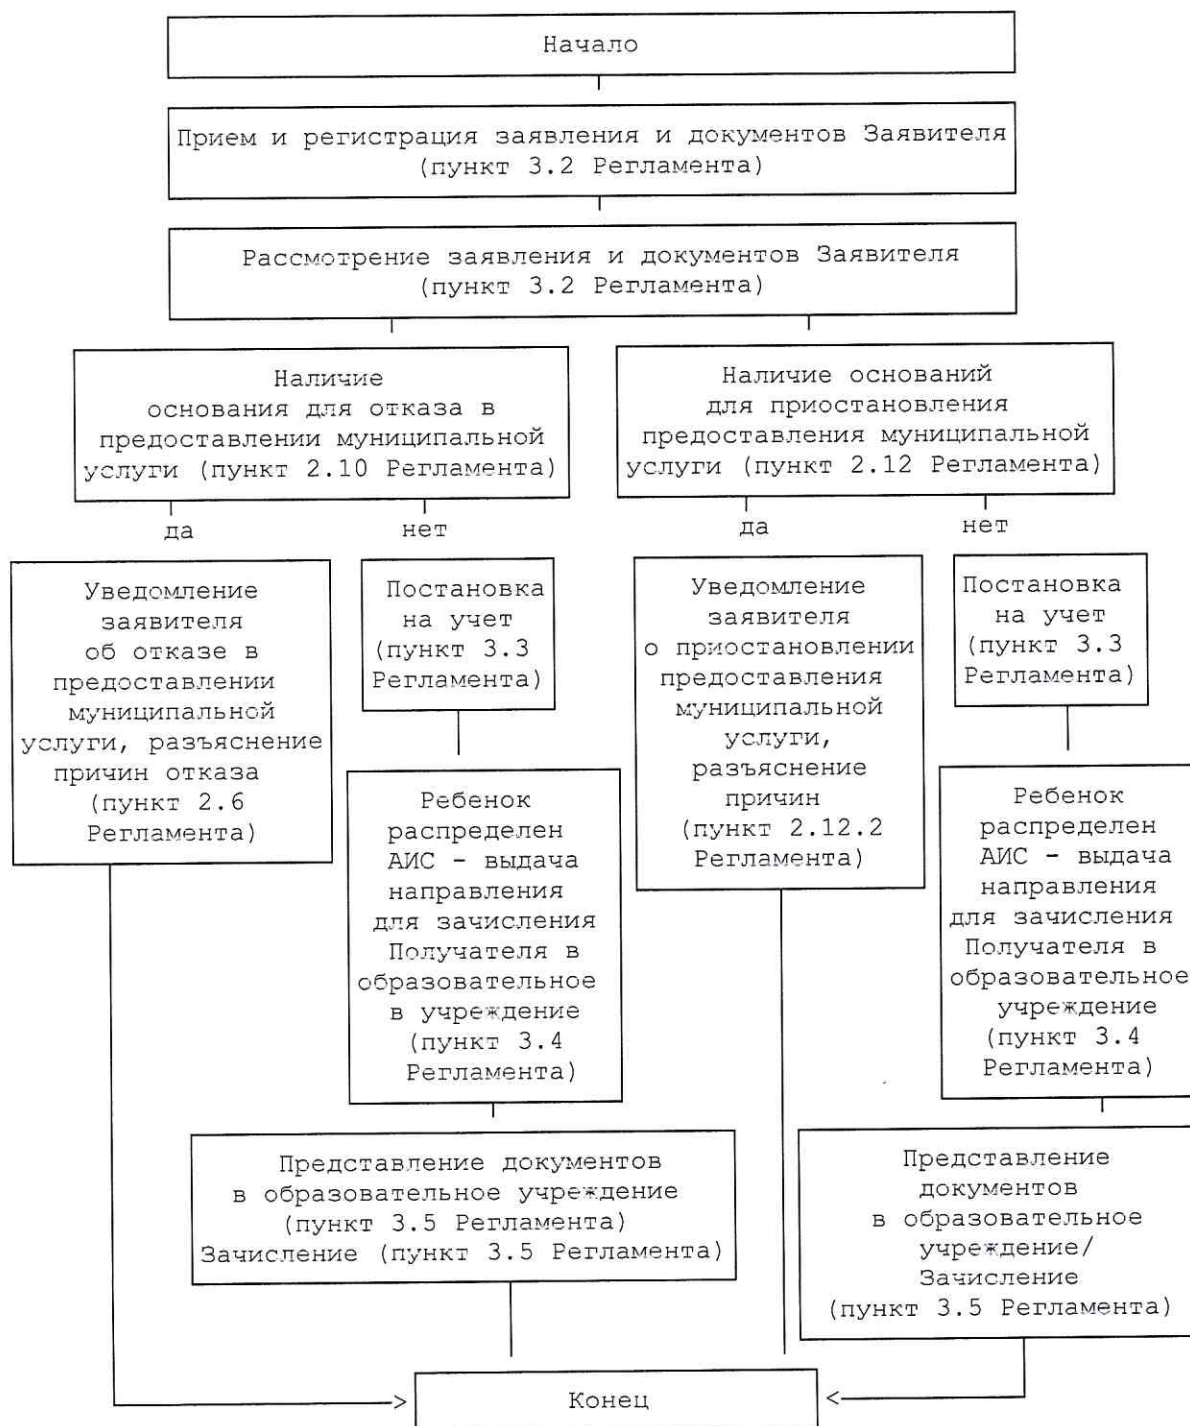 Начало
Прием и регистрация заявления и документов Заявителя
(пункт 3.2 Регламента)
Рассмотрение заявления и документов Заявителя
(пункт 3.2 Регламента)
Наличие
основания для отказа в
предоставлении муниципальной
услуги (пункт 2.10 Регламента)
Наличие оснований
для приостановления
предоставления муниципальной
услуги (пункт 2.12 Регламента)
да
нет
да
нет
Уведомление
заявителя
об отказе в
предоставлении
муниципальной
услуги, разъяснение
причин отказа
(пункт 2.6
Регламента)
Постановка
на учет
(пункт 3.3
Регламента)
Уведомление
заявителя
о приостановлении
предоставления
муниципальной
услуги,
разъяснение
причин
(пункт 2.12.2
Регламента)
Постановка
на учет
(пункт 3.3
Регламента)
Ребенок
распределен
АИС - выдача
направления
для зачисления
Получателя в
образовательное
в учреждение
(пункт 3.4
Регламента)
Ребенок
распределен
АИС - выдача
направления
для зачисления
Получателя в
образовательное
учреждение
(пункт 3.4
Регламента)
Представление документов
в образовательное учреждение
(пункт 3.5 Регламента)
Зачисление (пункт 3.5 Регламента)
Представление
документов
в образовательное
учреждение/
Зачисление
(пункт 3.5 Регламента)
Конец